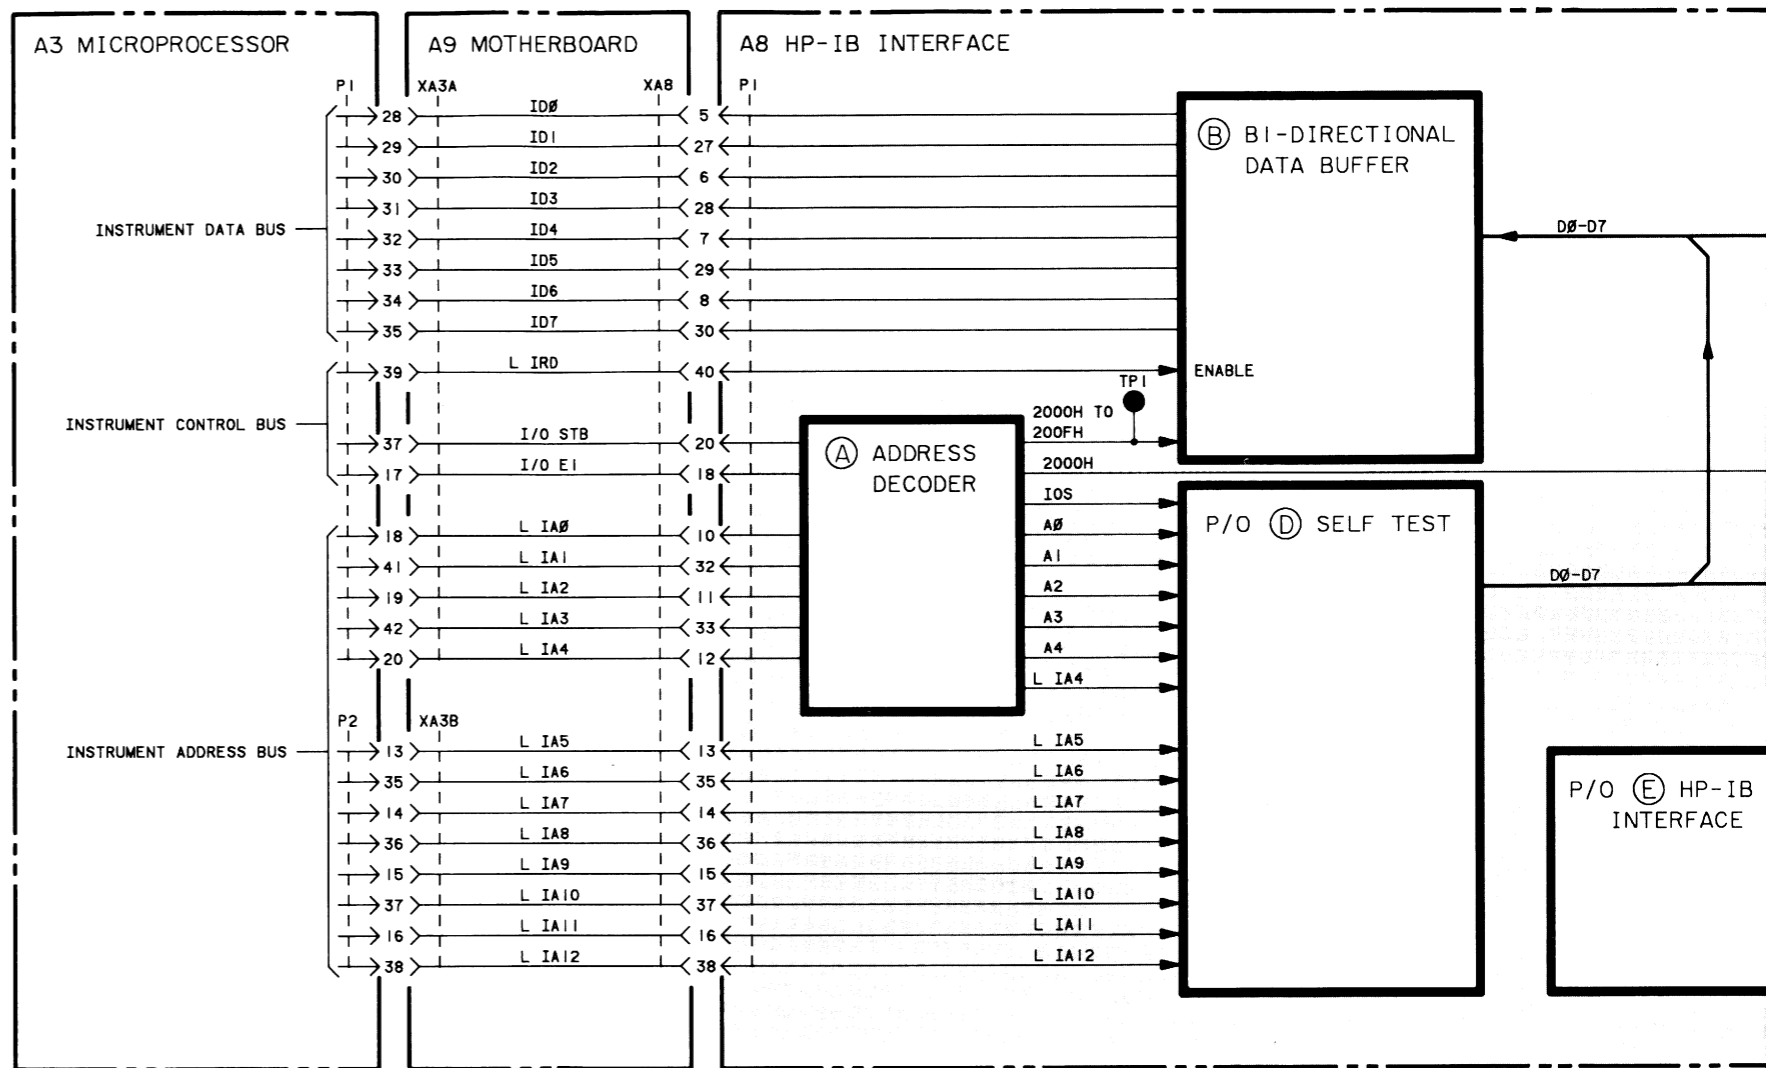 A3 MICROPROCESSOR
A9 MOTHERBOARD
A8 HP-IB INTERFACE
P1
XA3A
XA8
P1
28 IDØ 5
29 ID1 27
30 ID2 6
31 ID3 28
32 ID4 7
33 ID5 29
34 ID6 8
35 ID7 30
INSTRUMENT DATA BUS
39 L IRD 40
37 I/O STB 20
17 I/O E1 18
INSTRUMENT CONTROL BUS
18 L IAØ 10
41 L IA1 32
19 L IA2 11
42 L IA3 33
20 L IA4 12
P2
XA3B
13 L IA5 13 L IA5
35 L IA6 35 L IA6
14 L IA7 14 L IA7
36 L IA8 36 L IA8
15 L IA9 15 L IA9
37 L IA10 37 L IA10
16 L IA11 16 L IA11
38 L IA12 38 L IA12
INSTRUMENT ADDRESS BUS
A ADDRESS
DECODER
2000H TO
200FH
TP1
2000H
IOS
AØ
A1
A2
A3
A4
L IA4
B BI-DIRECTIONAL
DATA BUFFER
ENABLE
DØ-D7
P/O D SELF TEST
DØ-D7
P/O E HP-IB
INTERFACE